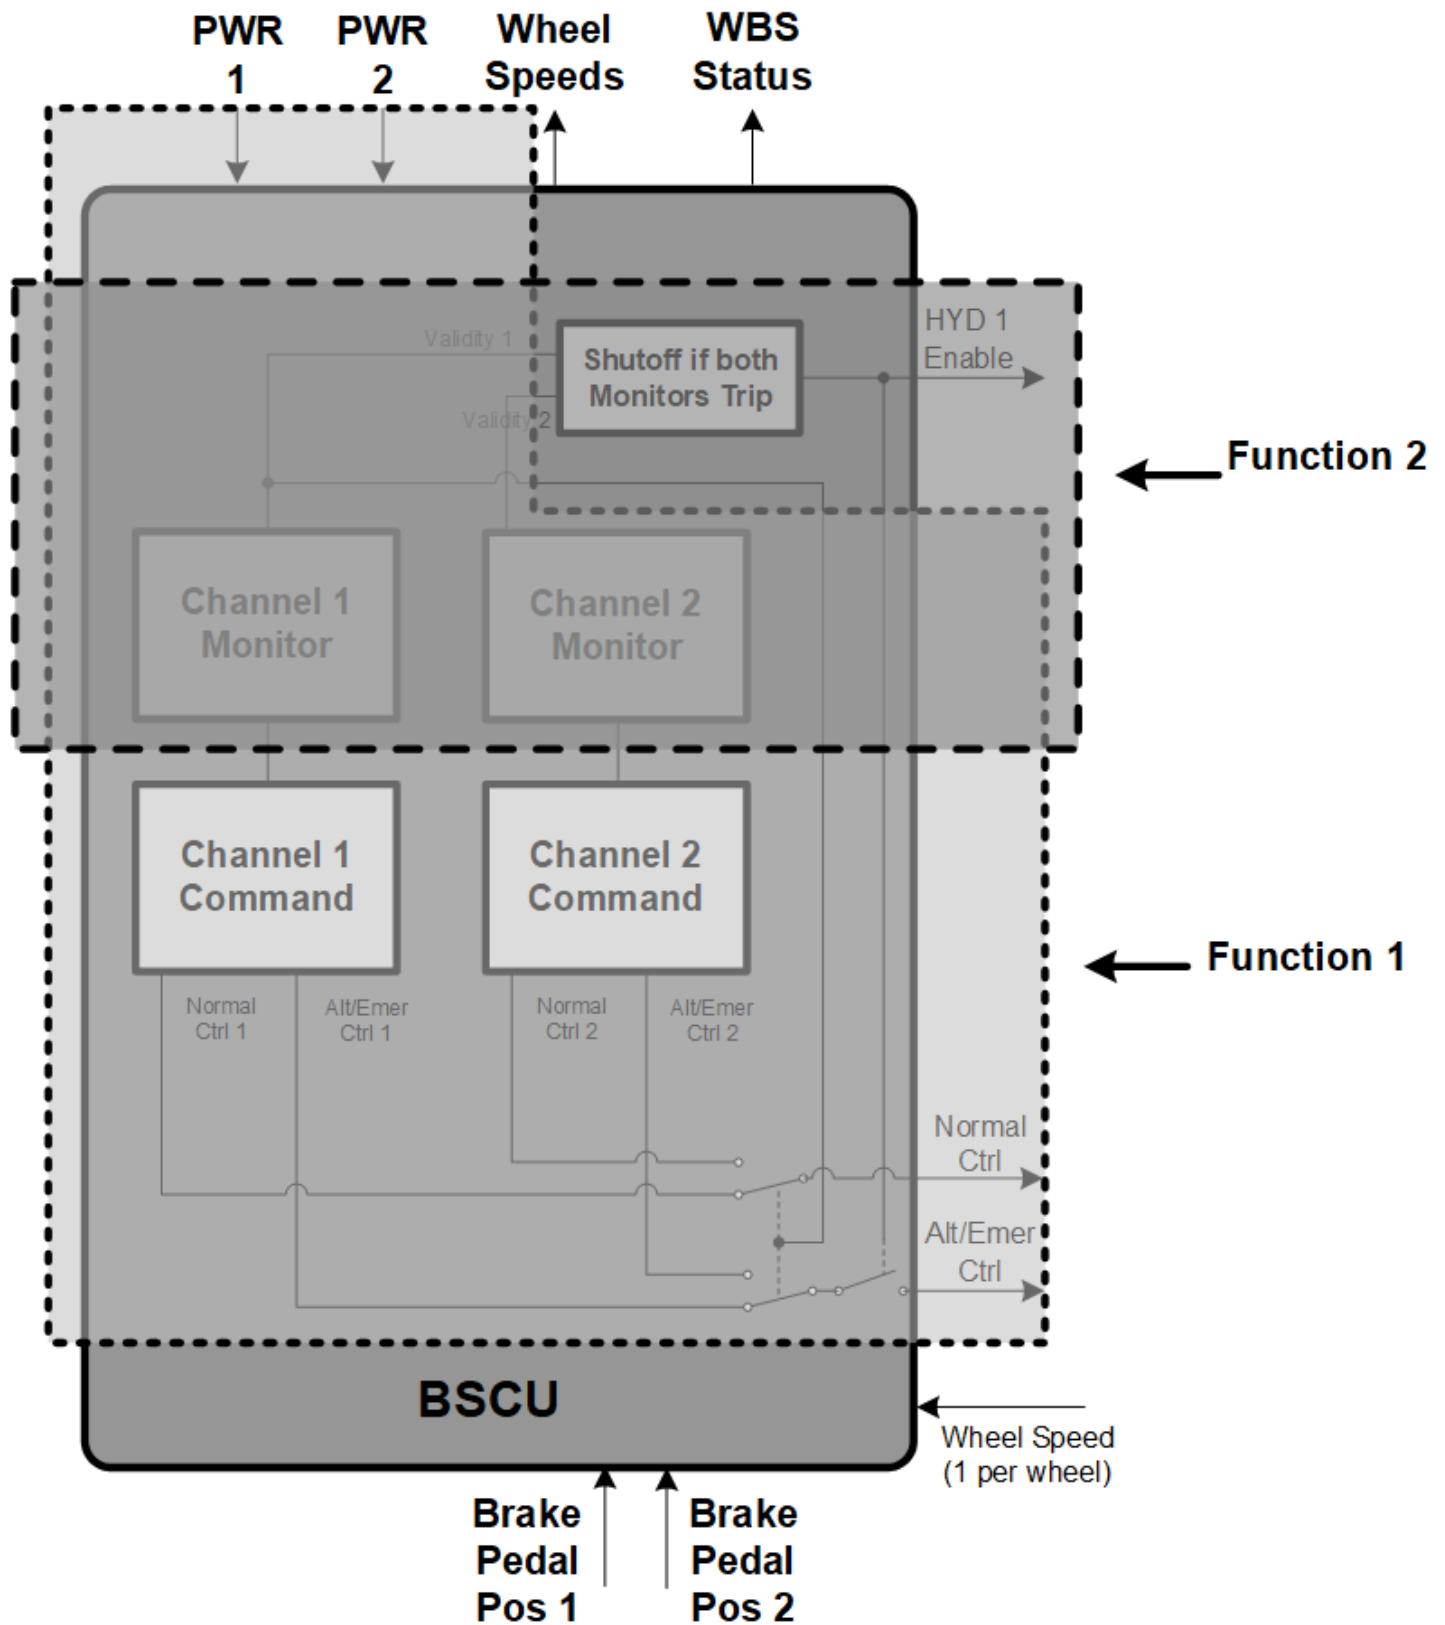 PWR
1
PWR
2
Wheel
Speeds
WBS
Status
Validity 1
Shutoff if both
Monitors Trip
HYD 1
Enable
Validity 2
Function 2
Channel 1
Monitor
Channel 2
Monitor
Channel 1
Command
Channel 2
Command
Function 1
Normal
Ctrl 1
Alt/Emer
Ctrl 1
Normal
Ctrl 2
Alt/Emer
Ctrl 2
Normal
Ctrl
Alt/Emer
Ctrl
BSCU
Wheel Speed
(1 per wheel)
Brake
Pedal
Pos 1
Brake
Pedal
Pos 2